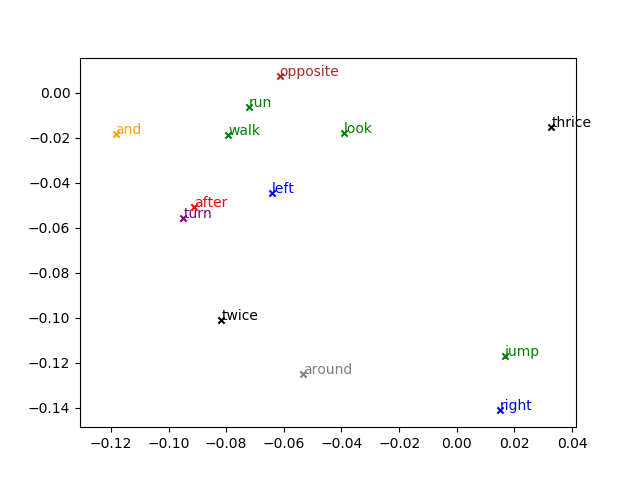 opposite
0.00
run
and
walk
look
thrice
−0.02
−0.04
left
after
turn
−0.06
−0.08
twice
−0.10
around
jump
−0.12
right
−0.14
−0.12
−0.10
−0.08
−0.06
−0.04
−0.02
0.00
0.02
0.04